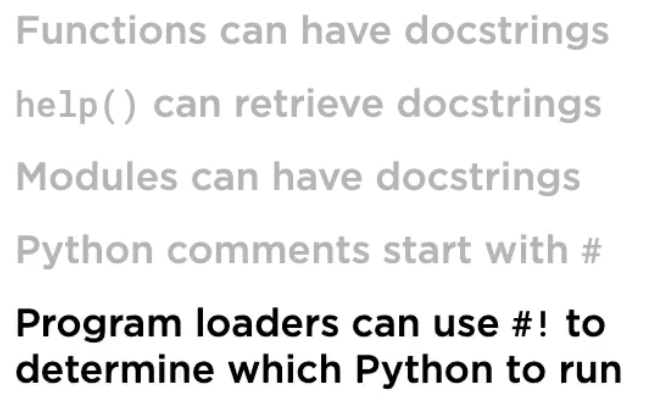 Functions can have docstrings
help() can retrieve docstrings
Modules can have docstrings
Python comments start with #
Program loaders can use #! to
determine which Python to run